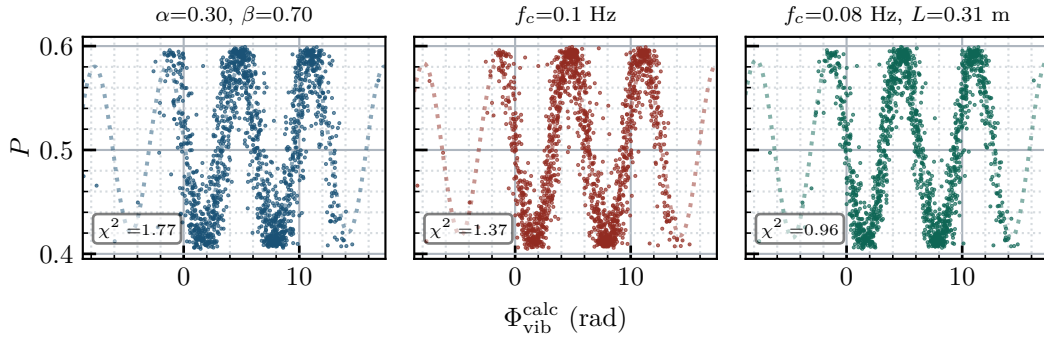 α=0.30, β=0.70
f_c=0.1 Hz
f_c=0.08 Hz, L=0.31 m
P
0.6
0.5
0.4
χ² =1.77
χ² =1.37
χ² =0.96
0 10
0 10
0 10
Φ_vib^calc (rad)